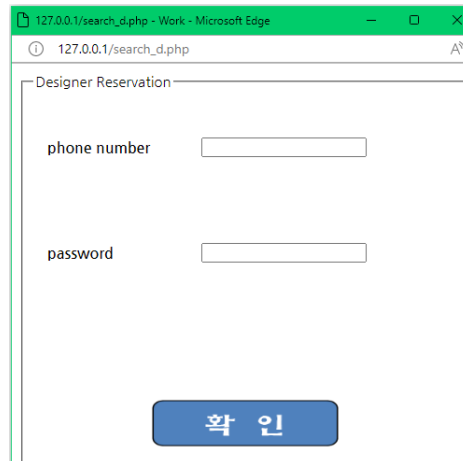 127.0.0.1/search_d.php - Work - Microsoft Edge
127.0.0.1/search_d.php
Designer Reservation
phone number
password
확 인